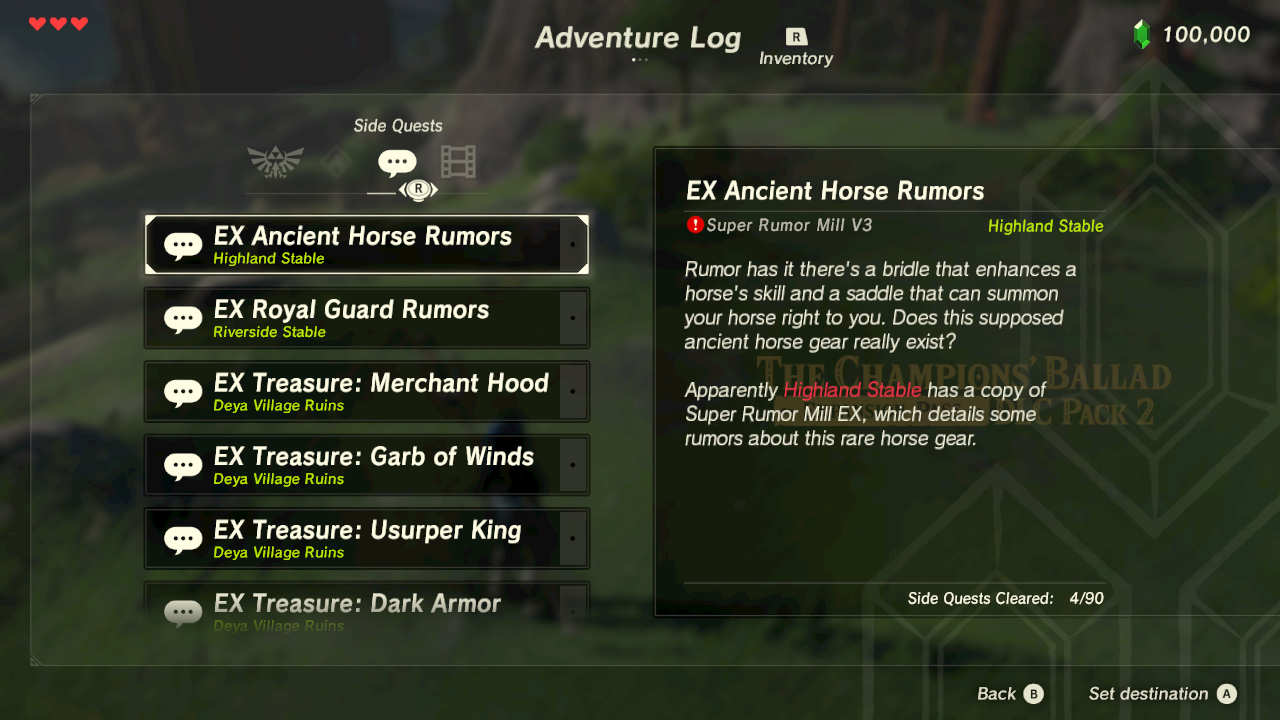 Adventure Log
R
Inventory
100,000
Side Quests
R
EX Ancient Horse Rumors
Highland Stable
EX Royal Guard Rumors
Riverside Stable
EX Treasure: Merchant Hood
Deya Village Ruins
EX Treasure: Garb of Winds
Deya Village Ruins
EX Treasure: Usurper King
Deya Village Ruins
EX Treasure: Dark Armor
Deya Village Ruins
EX Ancient Horse Rumors
! Super Rumor Mill V3
Highland Stable
Rumor has it there's a bridle that enhances a
horse's skill and a saddle that can summon
your horse right to you. Does this supposed
ancient horse gear really exist?
The Champions' Ballad
Apparently Highland Stable has a copy of
Pack 2
Super Rumor Mill EX, which details some
rumors about this rare horse gear.
Side Quests Cleared: 4/90
Back B
Set destination A